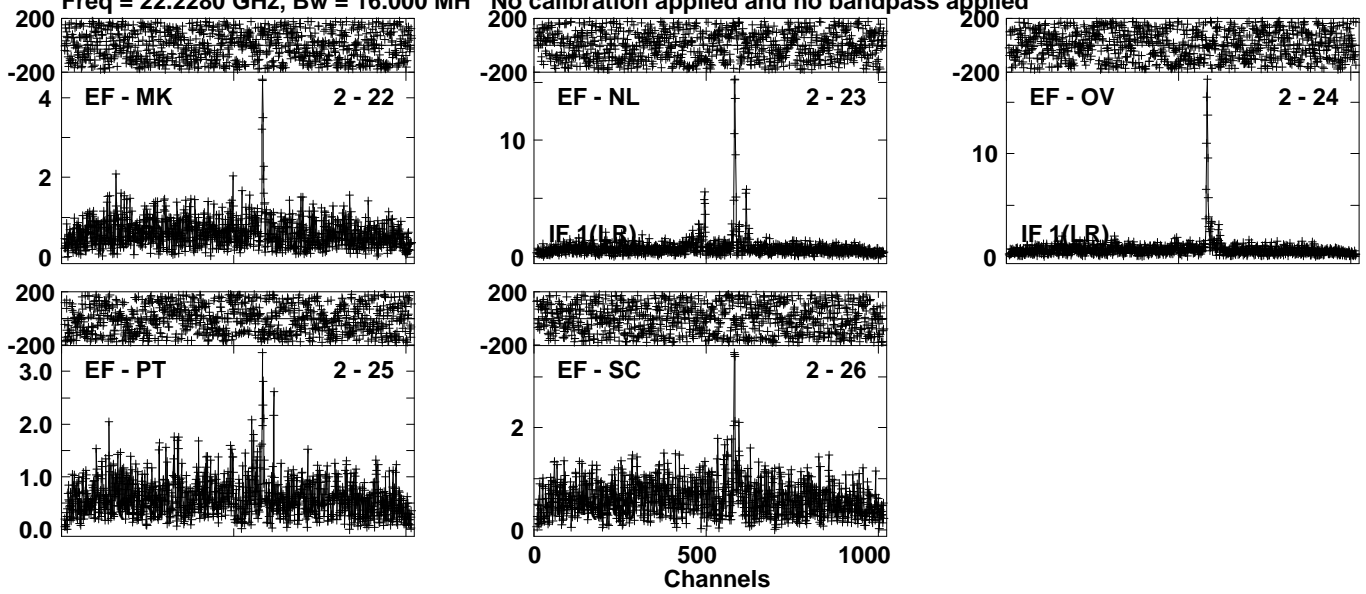 Freq = 22.2280 GHz, Bw = 16.000 MH No calibration applied and no bandpass applied
200 200 200
-200 -200 -200
EF - MK 2 - 22 EF - NL 2 - 23 EF - OV 2 - 24
4
10 10
2
IF 1(LR) IF 1(LR)
0 0 0
200 200
-200 -200
EF - PT 2 - 25 EF - SC 2 - 26
3.0
2.0 2
1.0
0.0 0
0 500 1000
Channels